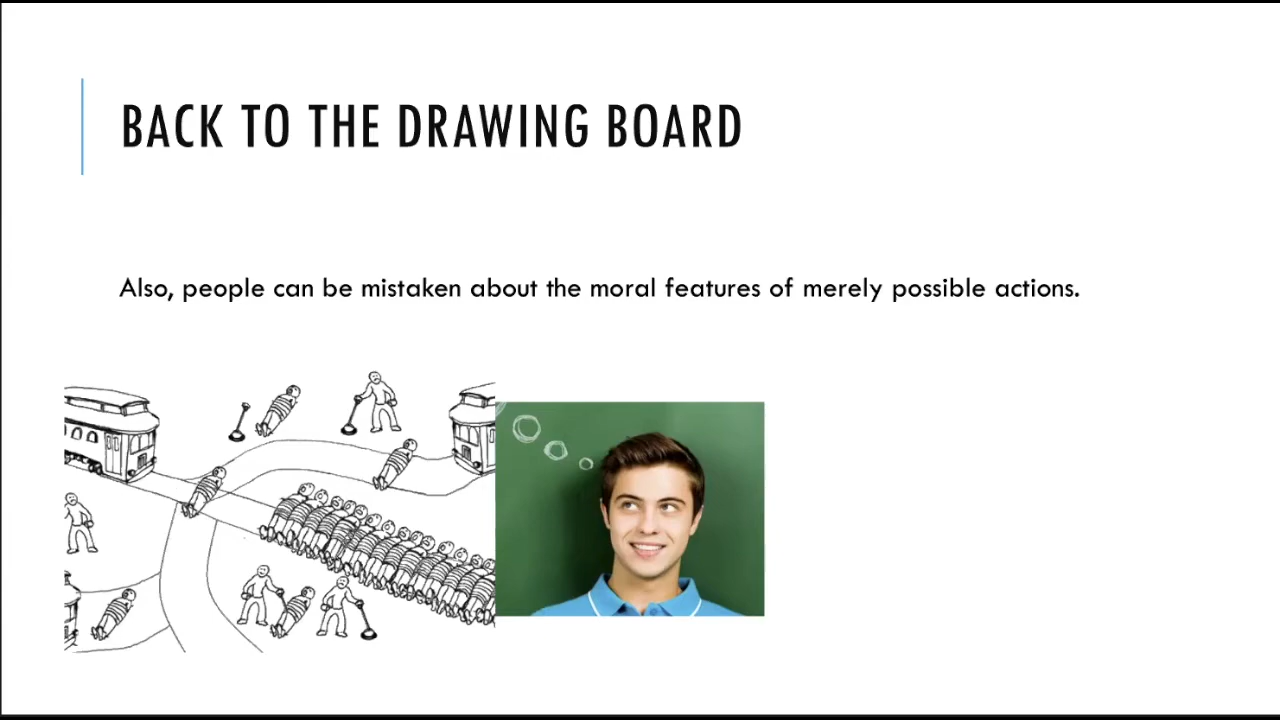 BACK TO THE DRAWING BOARD
Also, people can be mistaken about the moral features of merely possible actions.